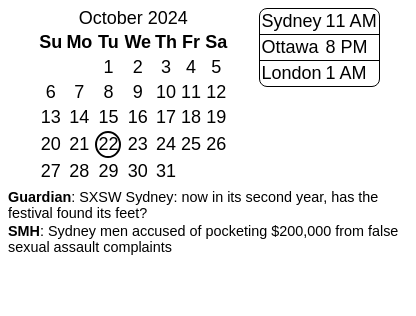 October 2024
Su Mo Tu We Th Fr Sa
1 2 3 4 5
6 7 8 9 10 11 12
13 14 15 16 17 18 19
20 21 22 23 24 25 26
27 28 29 30 31
Sydney 11 AM
Ottawa 8 PM
London 1 AM
Guardian: SXSW Sydney: now in its second year, has the
festival found its feet?
SMH: Sydney men accused of pocketing $200,000 from false
sexual assault complaints